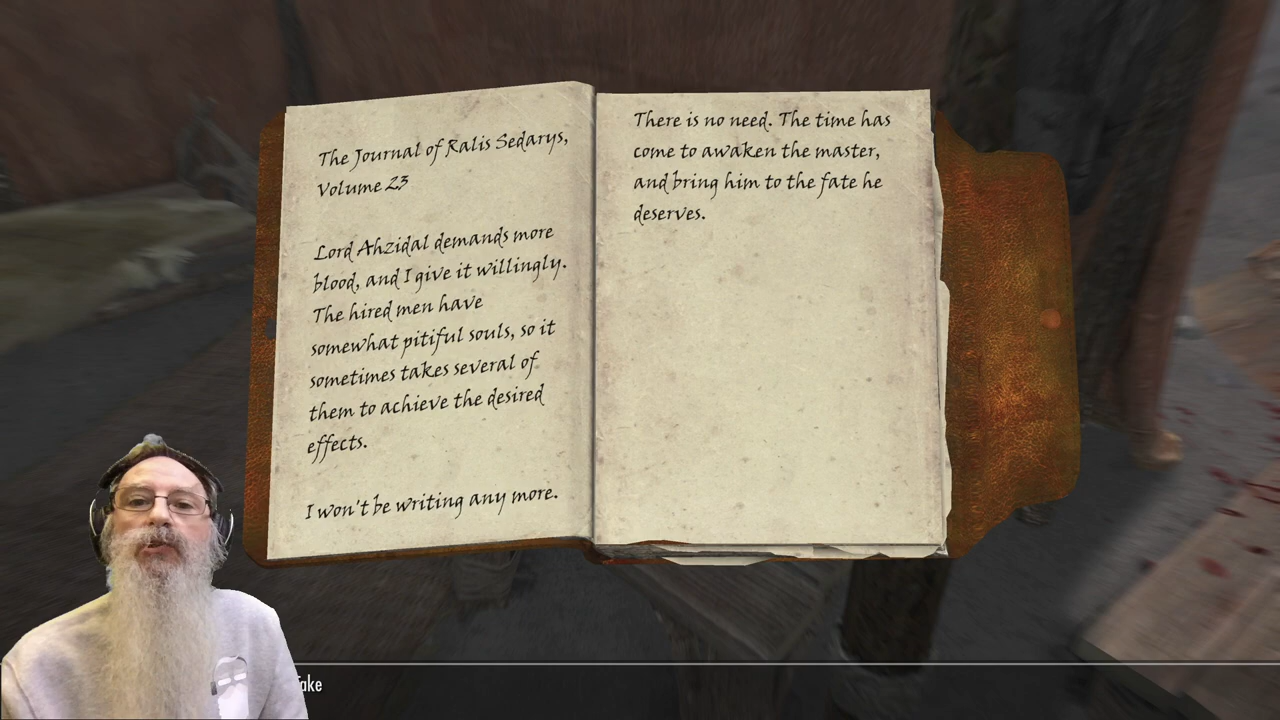 The Journal of Ralis Sedarys,
Volume 23
Lord Ahzidal demands more
blood, and I give it willingly.
The hired men have
somewhat pitiful souls, so it
sometimes takes several of
them to achieve the desired
effects.
I won't be writing any more.
There is no need. The time has
come to awaken the master,
and bring him to the fate he
deserves.